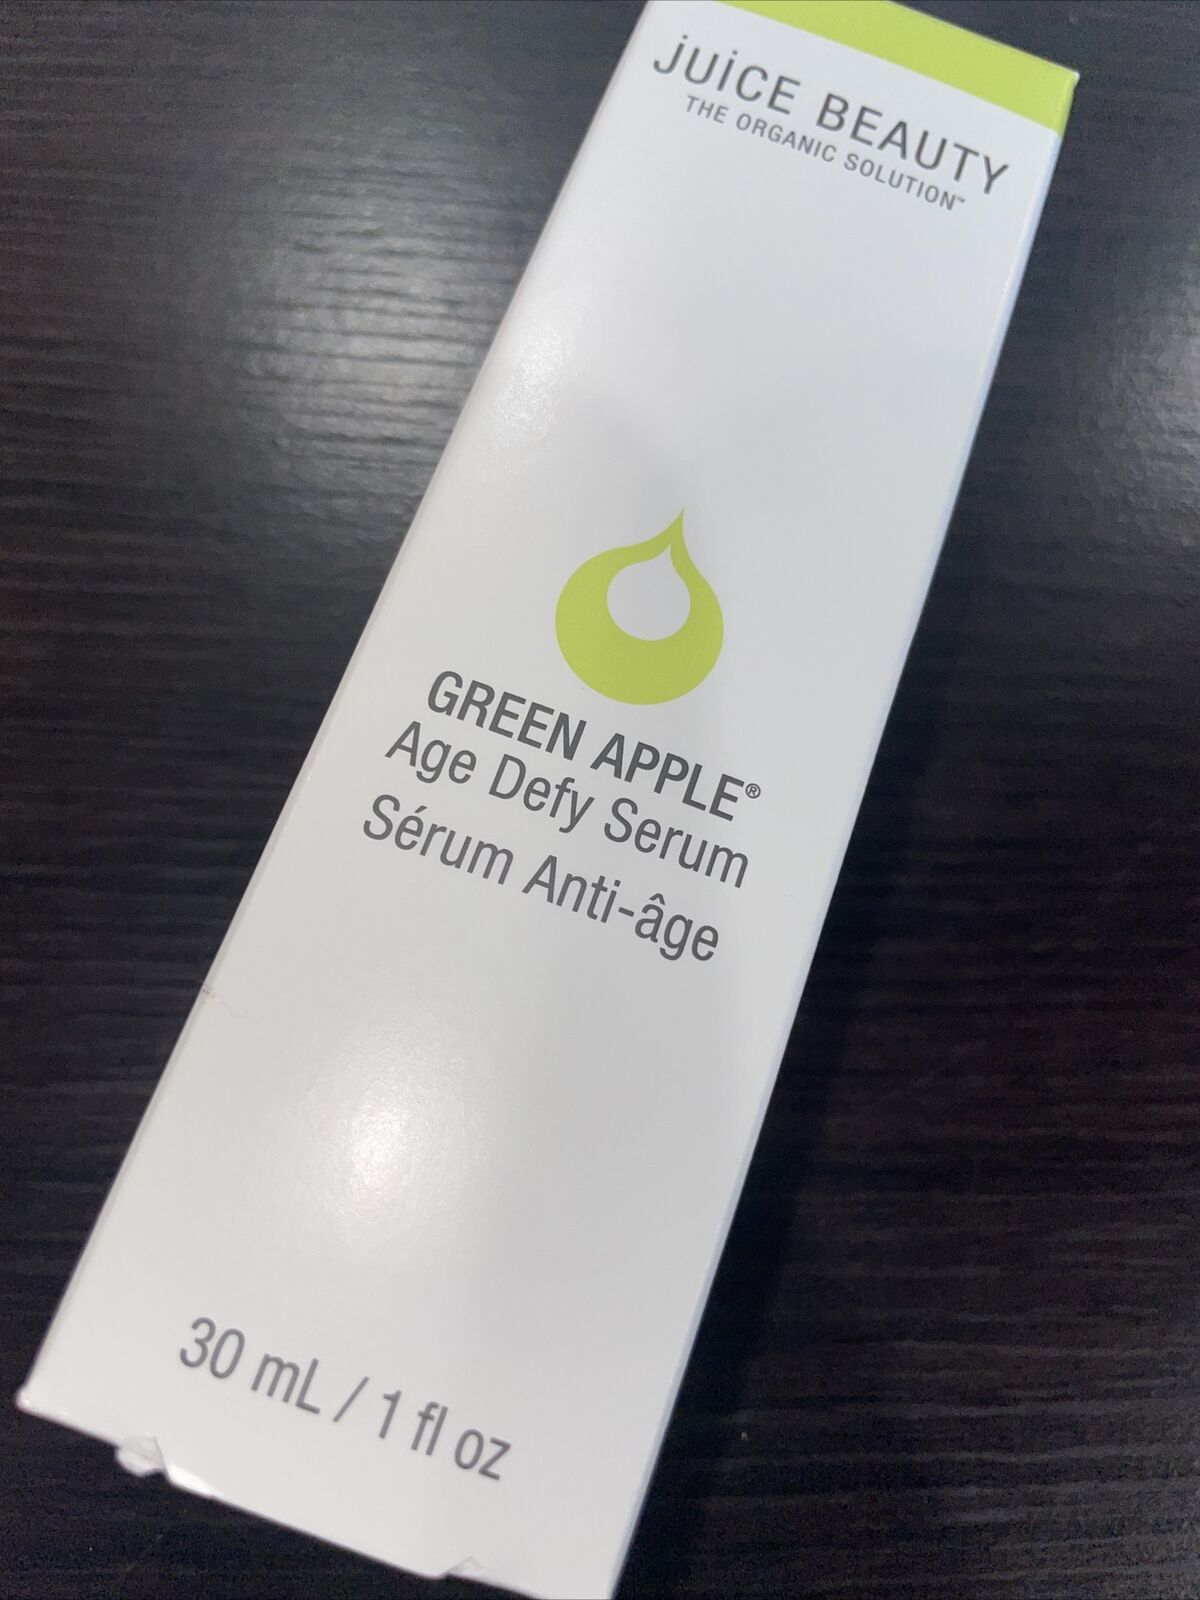 juiCE BEAUTY
THE ORGANIC SOLUTION™
GREEN APPLE®
Age Defy Serum
Sérum Anti-âge
30 mL / 1 fl oz